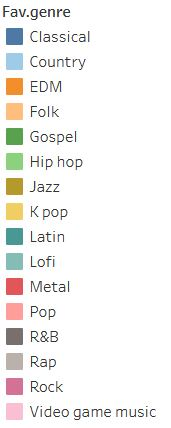 Fav.genre
Classical
Country
EDM
Folk
Gospel
Hip hop
Jazz
K pop
Latin
Lofi
Metal
Pop
R&B
Rap
Rock
Video game music